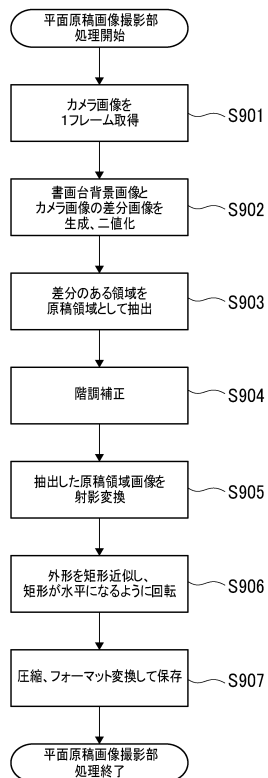 平面原稿画像撮影部
処理開始
カメラ画像を
1フレーム取得
S901
書画台背景画像と
カメラ画像の差分画像を
生成、二値化
S902
差分のある領域を
原稿領域として抽出
S903
階調補正
S904
抽出した原稿領域画像を
射影変換
S905
外形を矩形近似し、
矩形が水平になるように回転
S906
圧縮、フォーマット変換して保存
S907
平面原稿画像撮影部
処理終了